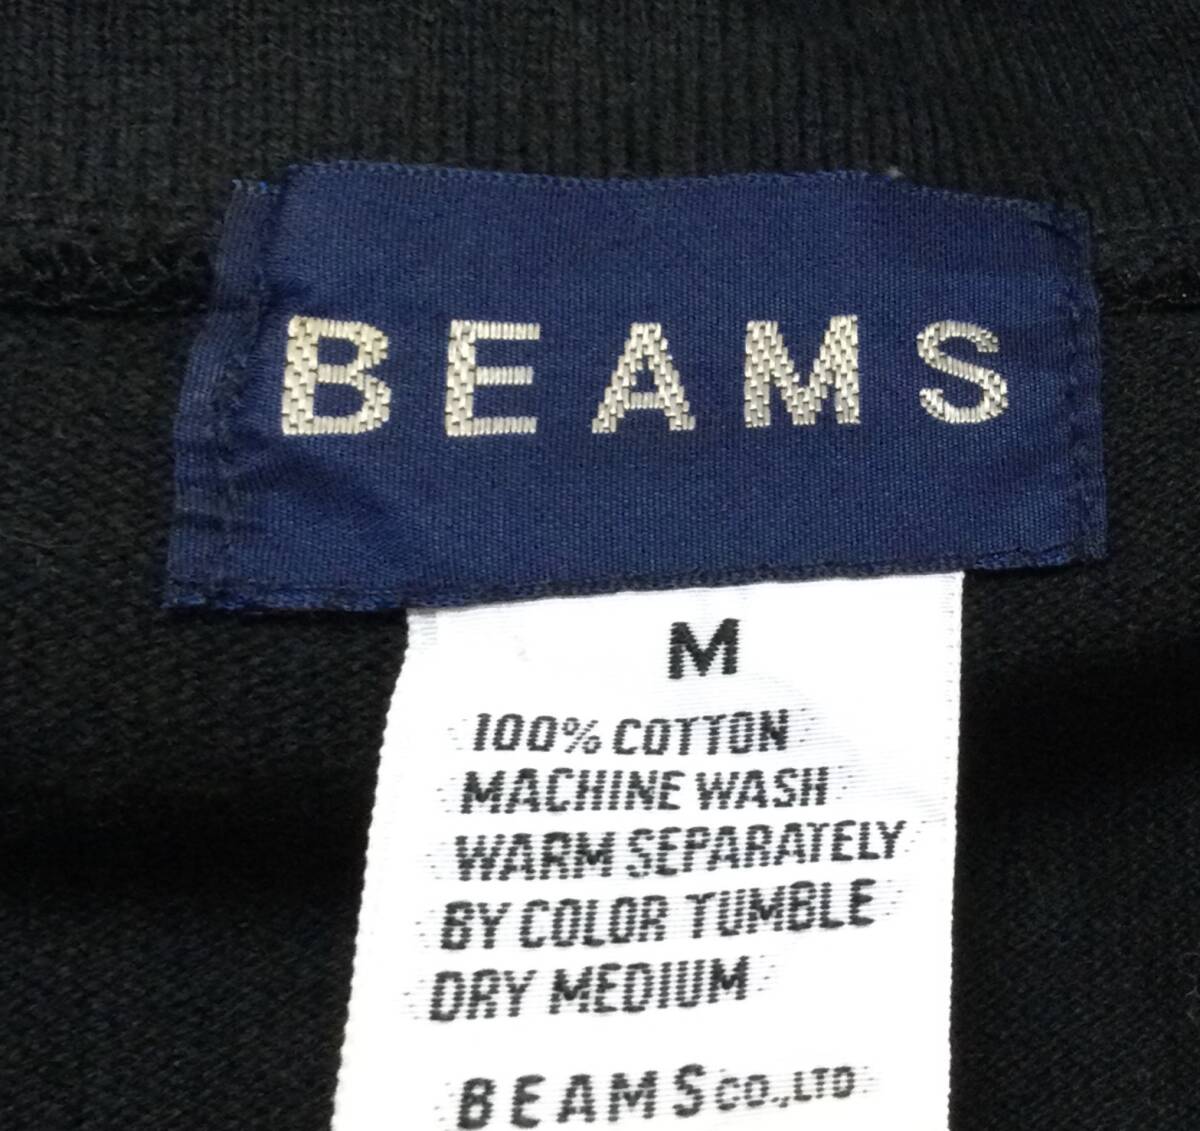 BEAMS
M
100% COTTON
MACHINE WASH
WARM SEPARATELY
BY COLOR TUMBLE
DRY MEDIUM
BEAMS CO.,LTD